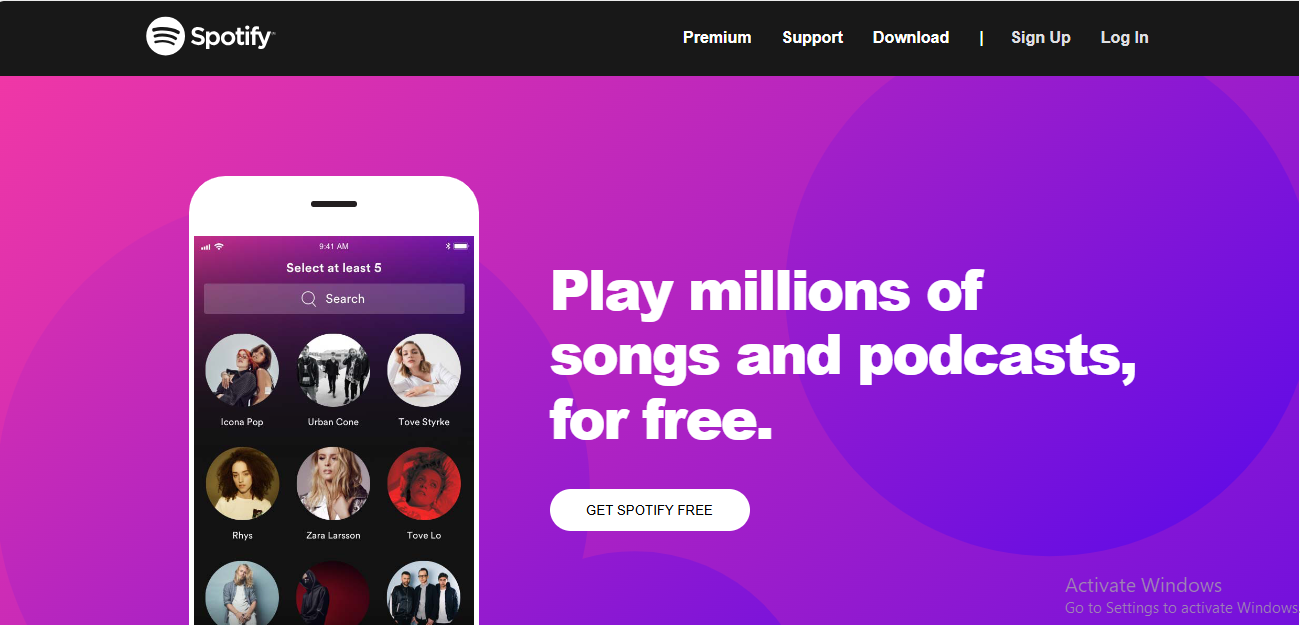 Spotify
Premium Support Download | Sign Up Log In
9:41 AM
Select at least 5
Search
Icona Pop Urban Cone Tove Styrke
Rhys Zara Larsson Tove Lo
Play millions of
songs and podcasts,
for free.
GET SPOTIFY FREE
Activate Windows
Go to Settings to activate Windows